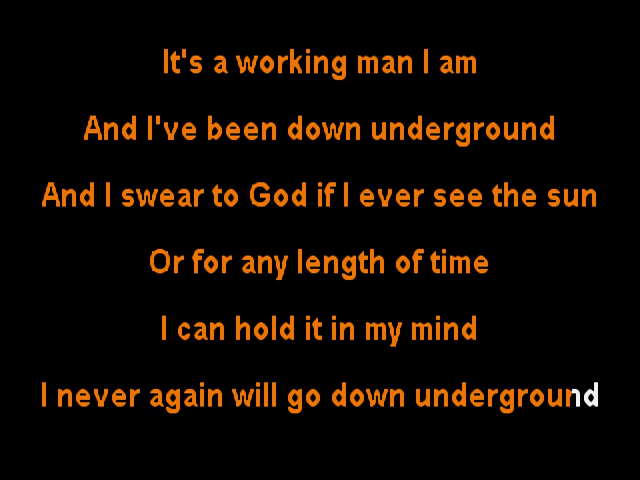 It's a working man I am
And I've been down underground
And I swear to God if I ever see the sun
Or for any length of time
I can hold it in my mind
I never again will go down underground